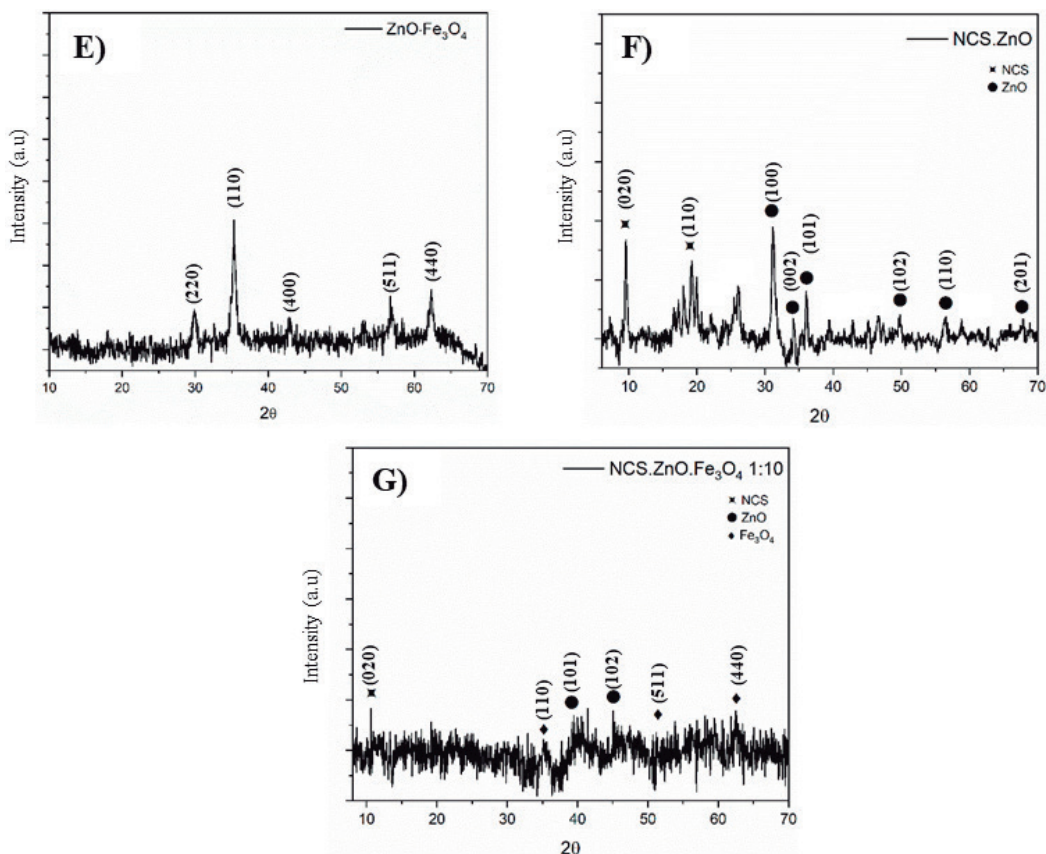 E)
ZnO·Fe₃O₄
Intensity (a.u)
(220)
(110)
(400)
(511)
(440)
10 20 30 40 50 60 70
2θ
F)
NCS.ZnO
NCS
ZnO
Intensity (a.u)
(020)
(110)
(100)
(002)
(101)
(102)
(110)
(201)
10 20 30 40 50 60 70
2θ
G)
NCS.ZnO.Fe₃O₄ 1:10
NCS
ZnO
Fe₃O₄
Intensity (a.u)
(020)
(110)
(101)
(102)
(511)
(440)
10 20 30 40 50 60 70
2θ